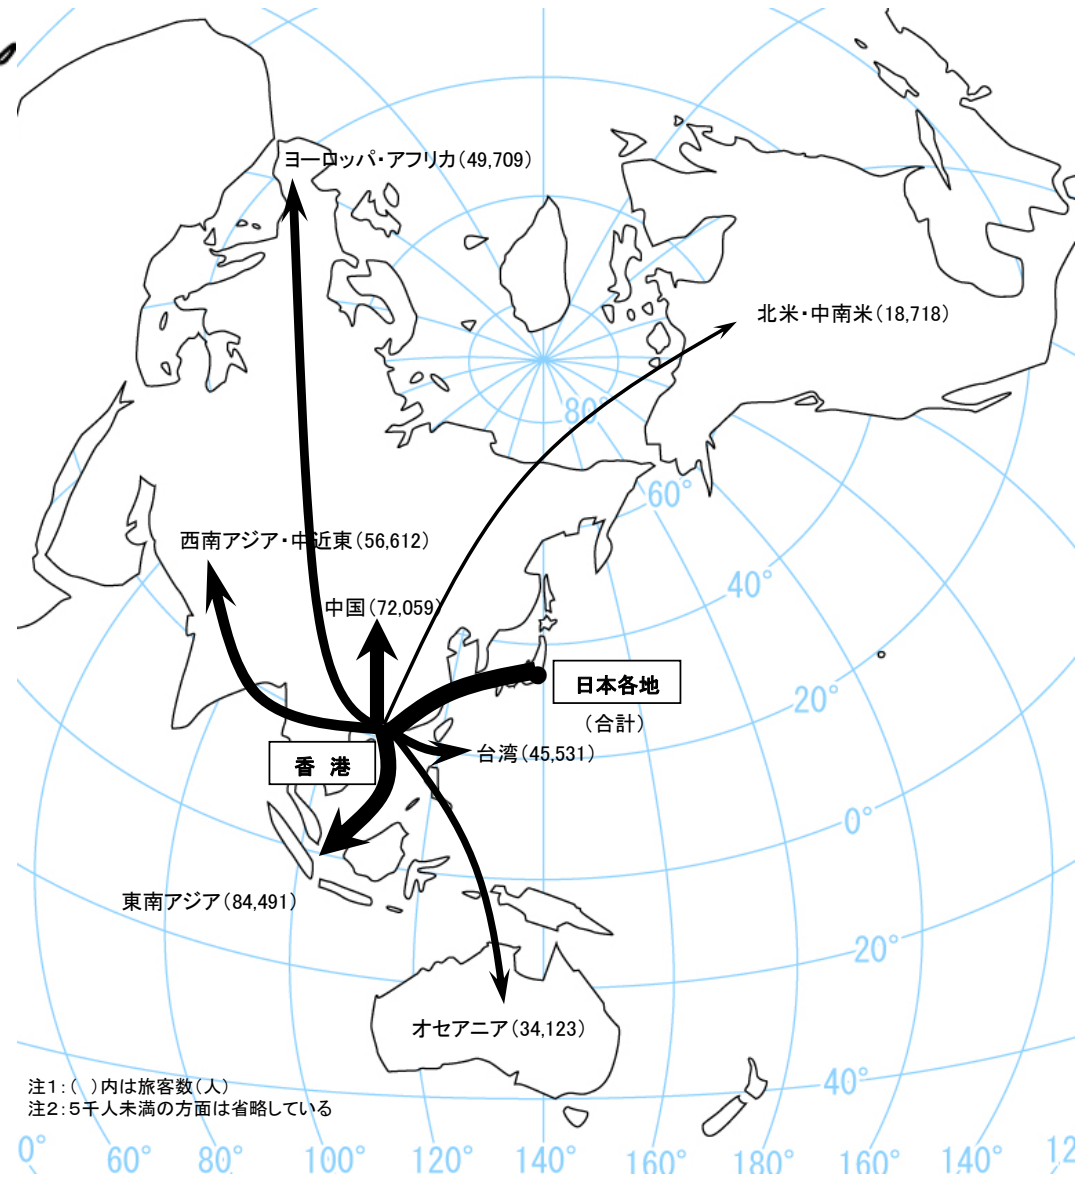 ヨーロッパ・アフリカ(49,709)
北米・中南米(18,718)
80°
60°
西南アジア・中近東(56,612)
40°
中国(72,059)
日本各地
20°
(合計)
台湾(45,531)
香 港
0°
東南アジア(84,491)
20°
オセアニア(34,123)
40°
注1:( )内は旅客数(人)
注2:5千人未満の方面は省略している
0° 60° 80° 100° 120° 140° 160° 180° 160° 140° 12